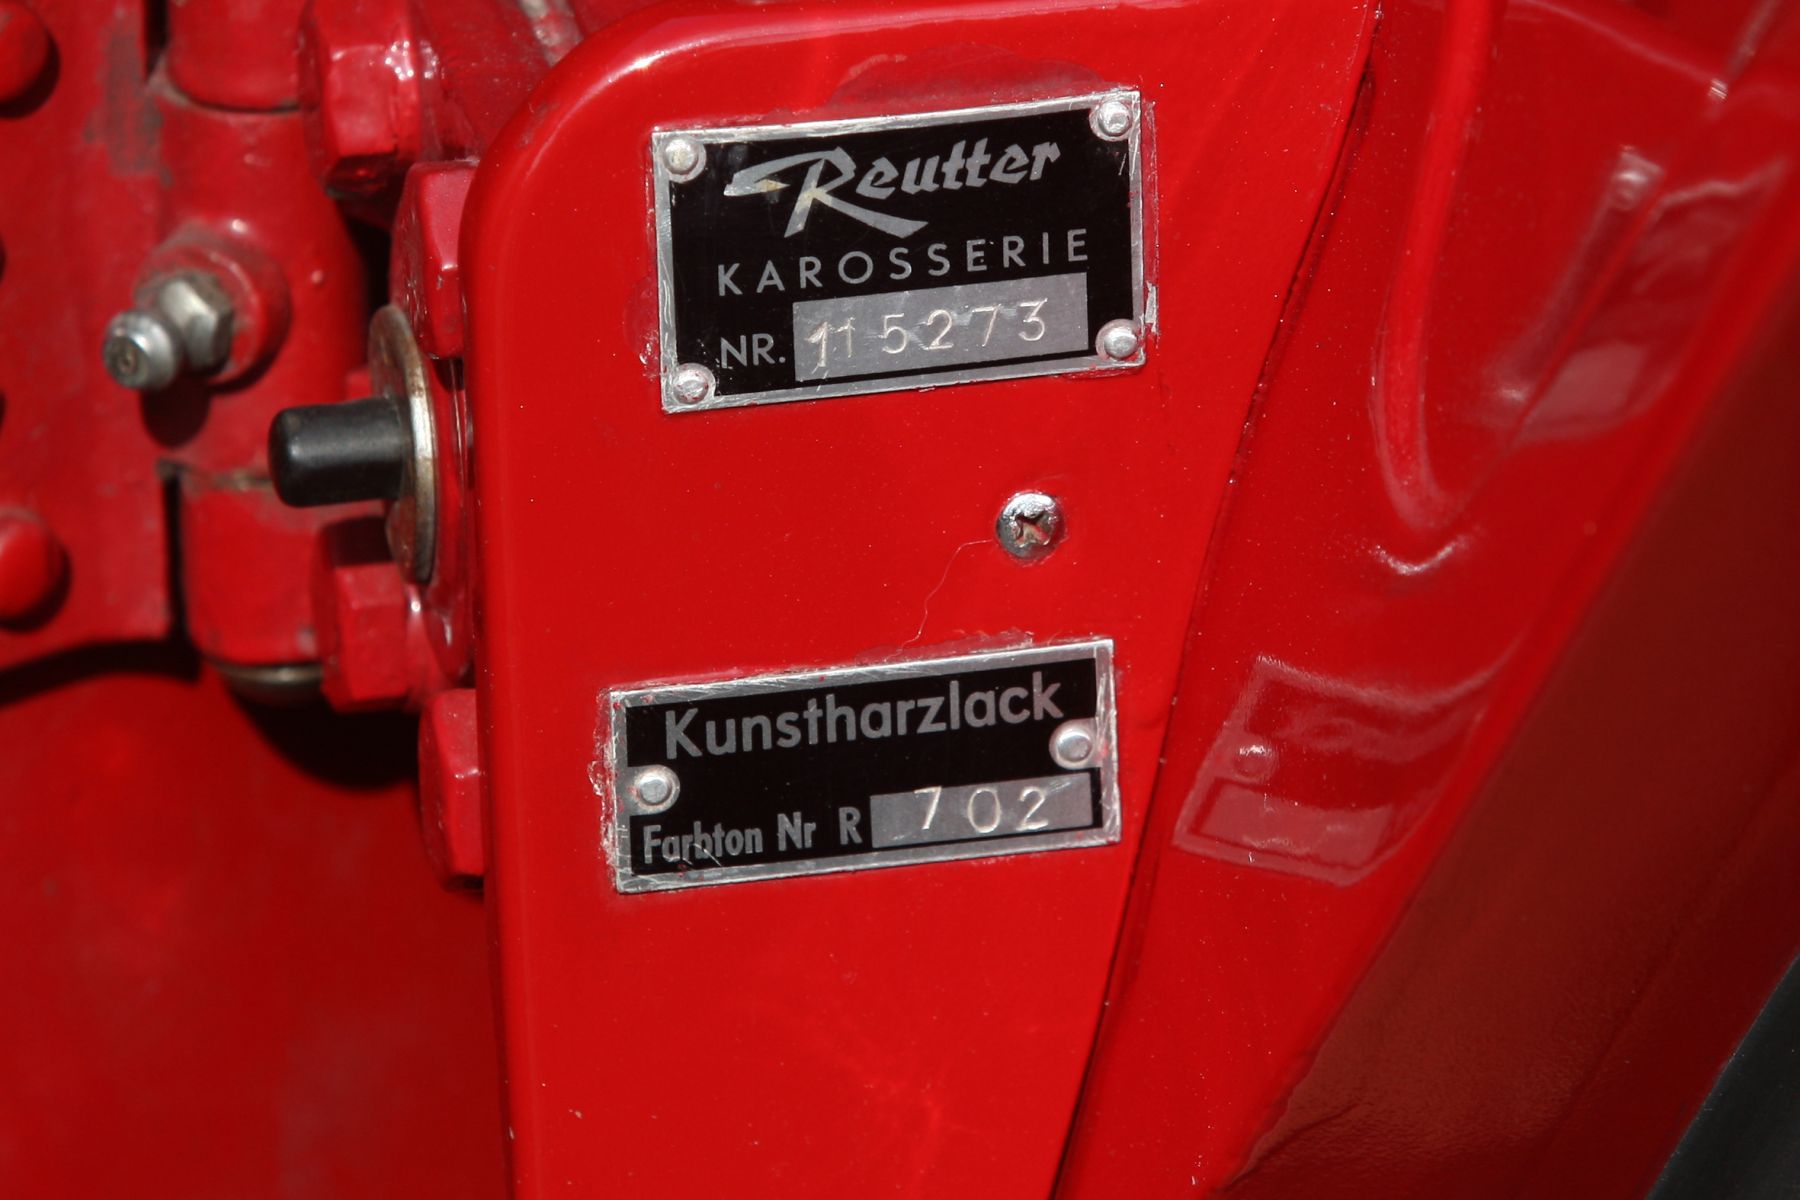 Reutter
KAROSSERIE
NR. 115273
Kunstharzlack
Farbton Nr R 702